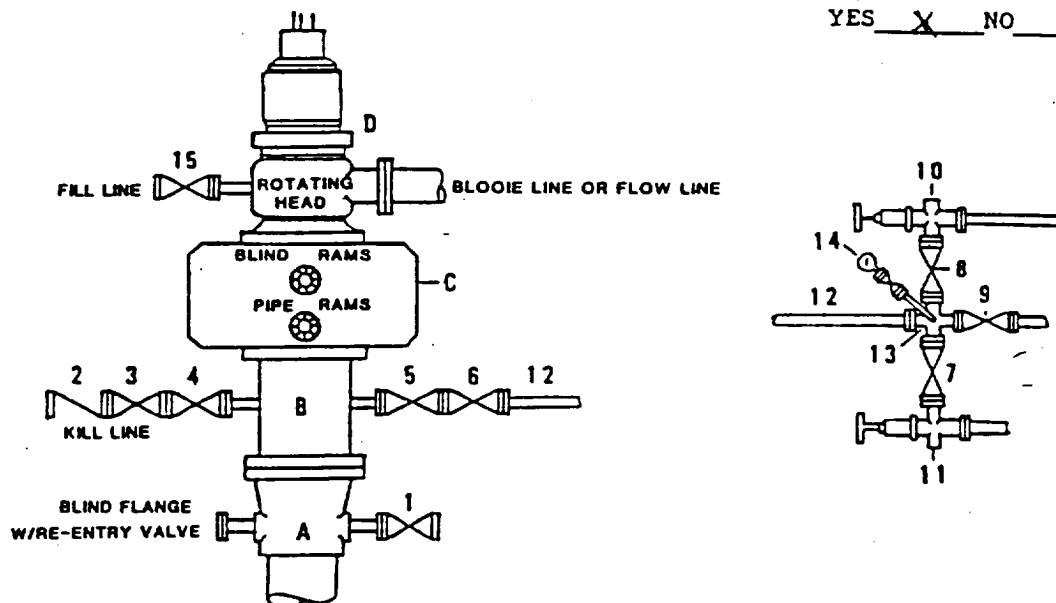 YES X NO
D
15
FILL LINE
ROTATING
HEAD
BLOOIE LINE OR FLOW LINE
BLIND RAMS
C
PIPE RAMS
2 3 4
B
5 6 12
KILL LINE
BLIND FLANGE
W/RE-ENTRY VALVE
A
1
10
14
8
12
9
13
7
11